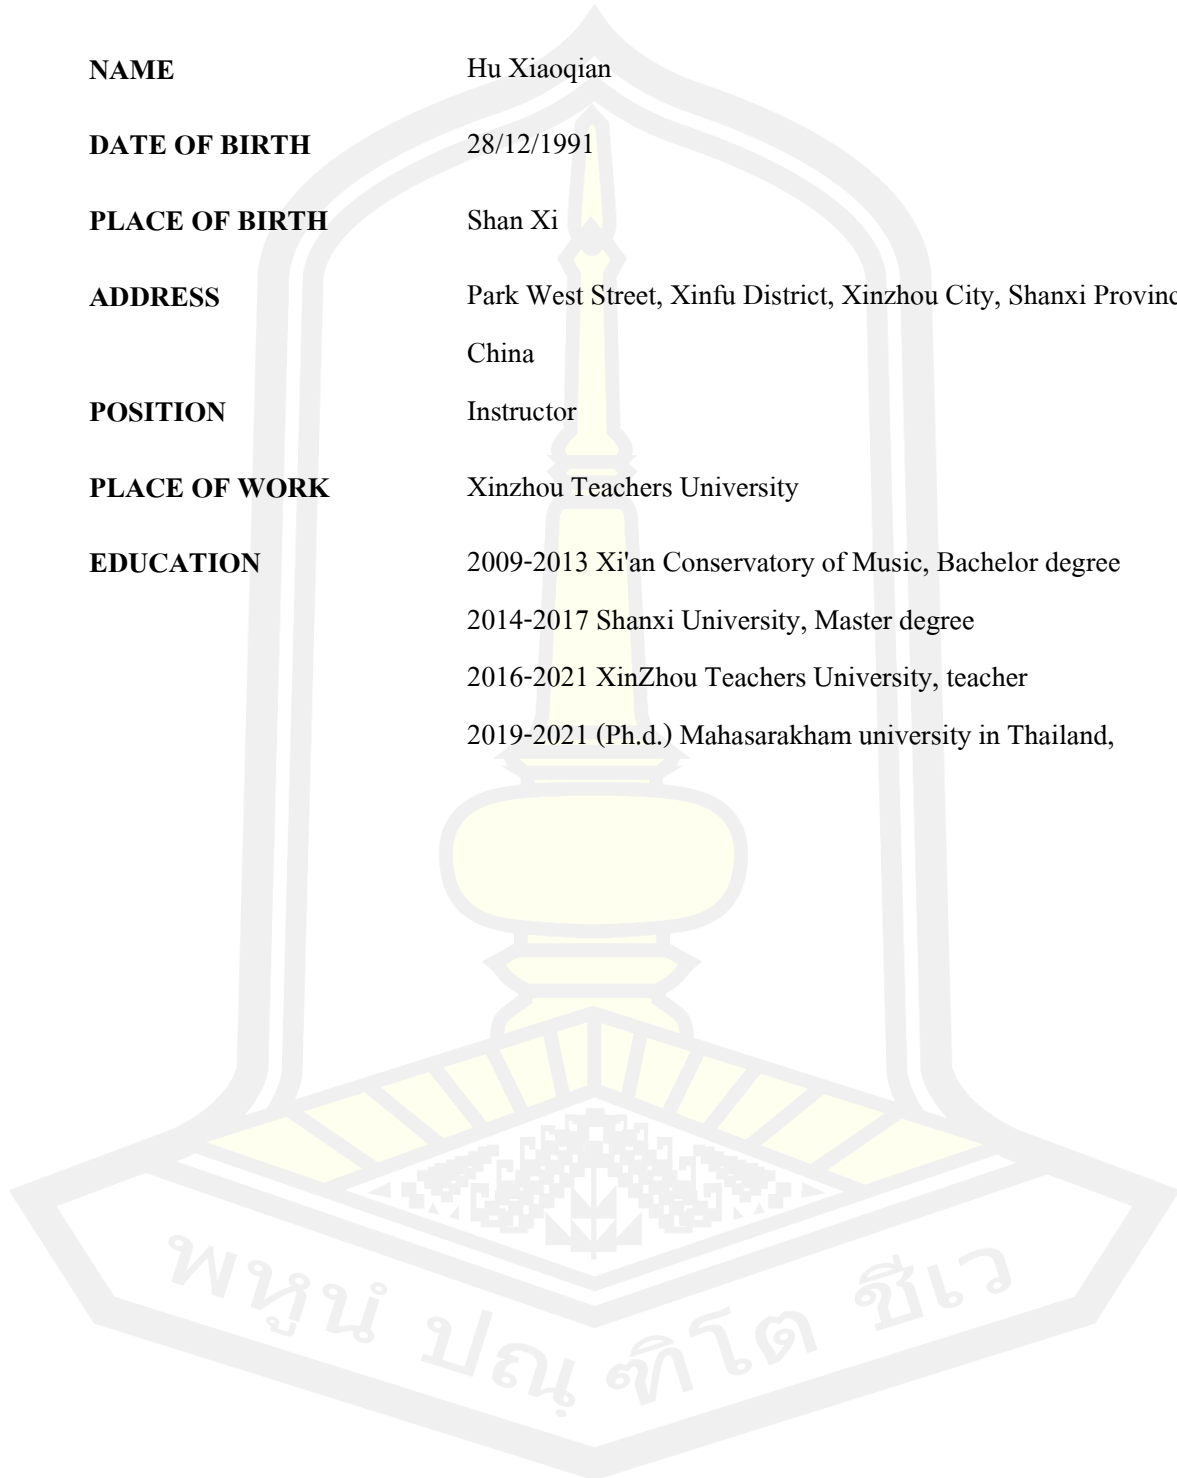 NAME Hu Xiaoqian
DATE OF BIRTH 28/12/1991
PLACE OF BIRTH Shan Xi
ADDRESS Park West Street, Xinfu District, Xinzhou City, Shanxi Provinc
China
POSITION Instructor
PLACE OF WORK Xinzhou Teachers University
EDUCATION 2009-2013 Xi'an Conservatory of Music, Bachelor degree
2014-2017 Shanxi University, Master degree
2016-2021 XinZhou Teachers University, teacher
2019-2021 (Ph.d.) Mahasarakham university in Thailand,
พหูนํ ปณฺฑิโต ชีเว